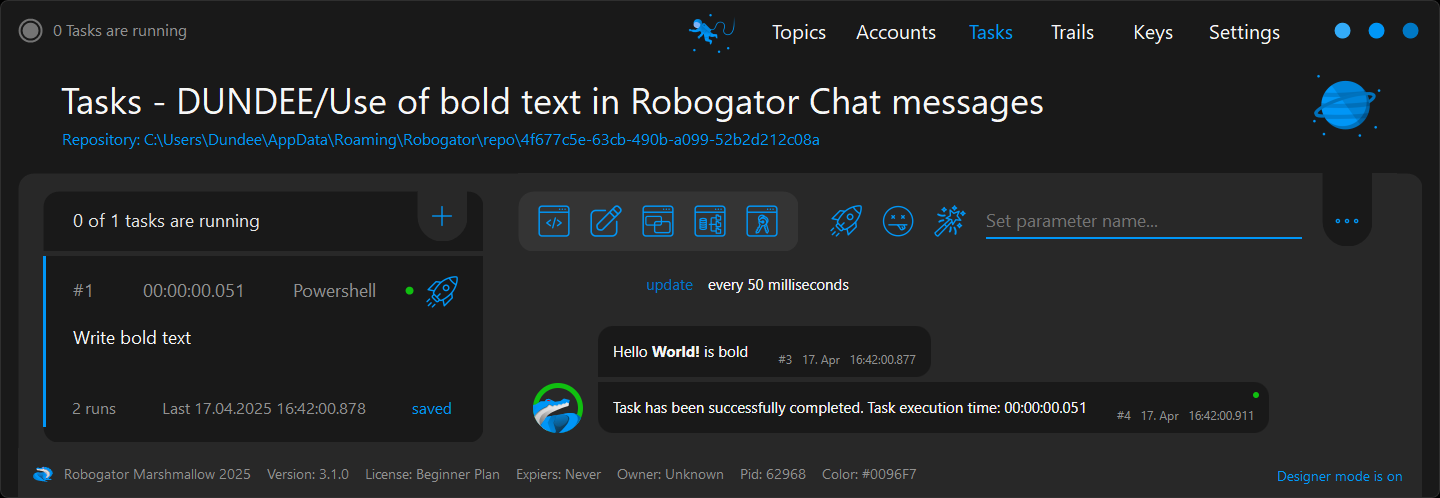 0 Tasks are running
Topics Accounts Tasks Trails Keys Settings
Tasks - DUNDEE/Use of bold text in Robogator Chat messages
Repository: C:\Users\Dundee\AppData\Roaming\Robogator\repo\4f677c5e-63cb-490b-a099-52b2d212c08a
0 of 1 tasks are running
Set parameter name...
#1 00:00:00.051 Powershell
Write bold text
2 runs Last 17.04.2025 16:42:00.878 saved
update every 50 milliseconds
Hello World! is bold #3 17. Apr 16:42:00.877
Task has been successfully completed. Task execution time: 00:00:00.051 #4 17. Apr 16:42:00.911
Robogator Marshmallow 2025 Version: 3.1.0 License: Beginner Plan Expiers: Never Owner: Unknown Pid: 62968 Color: #0096F7
Designer mode is on